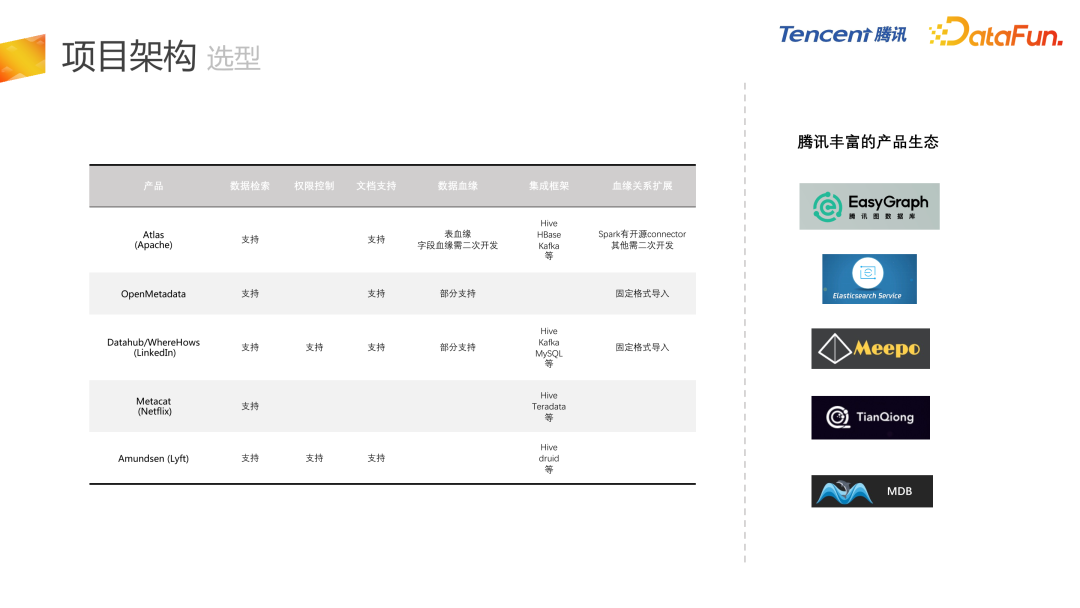 项目架构 选型
Tencent 腾讯
DataFun.
产品 数据检索 权限控制 文档支持 数据血缘 集成框架 血缘关系扩展
Atlas
(Apache)
支持
支持
表血缘
字段血缘需二次开发
Hive
HBase
Kafka
等
Spark有开源connector
其他需二次开发
OpenMetadata 支持 支持 部分支持 固定格式导入
Datahub/WhereHows
(LinkedIn)
支持
支持
支持
部分支持
Hive
Kafka
MySQL
等
固定格式导入
Metacat
(Netflix)
支持
Hive
Teradata
等
Amundsen (Lyft)
支持
支持
支持
Hive
druid
等
腾讯丰富的产品生态
EasyGraph
腾讯图数据库
Elasticsearch Service
Meepo
TianQiong
MDB